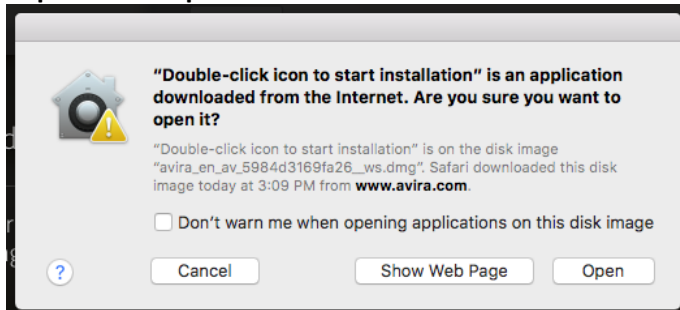 “Double-click icon to start installation” is an application
downloaded from the Internet. Are you sure you want to
open it?
“Double-click icon to start installation” is on the disk image
“avira_en_av_5984d3169fa26__ws.dmg”. Safari downloaded this disk
image today at 3:09 PM from www.avira.com.
Don’t warn me when opening applications on this disk image
? Cancel Show Web Page Open